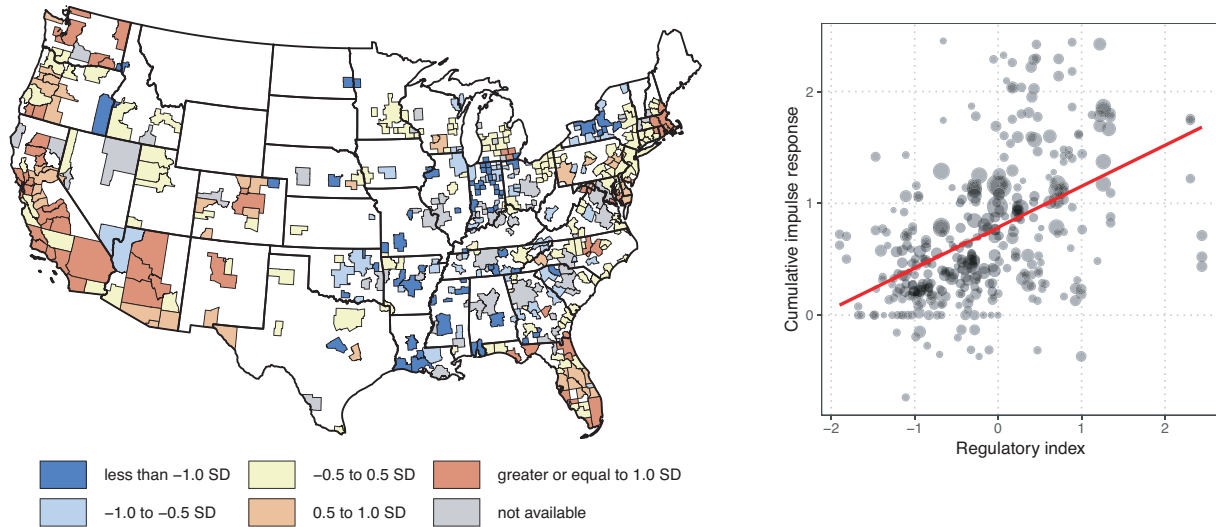 less than −1.0 SD
−0.5 to 0.5 SD
greater or equal to 1.0 SD
−1.0 to −0.5 SD
0.5 to 1.0 SD
not available
Cumulative impulse response
2
1
0
−2
−1
0
1
2
Regulatory index